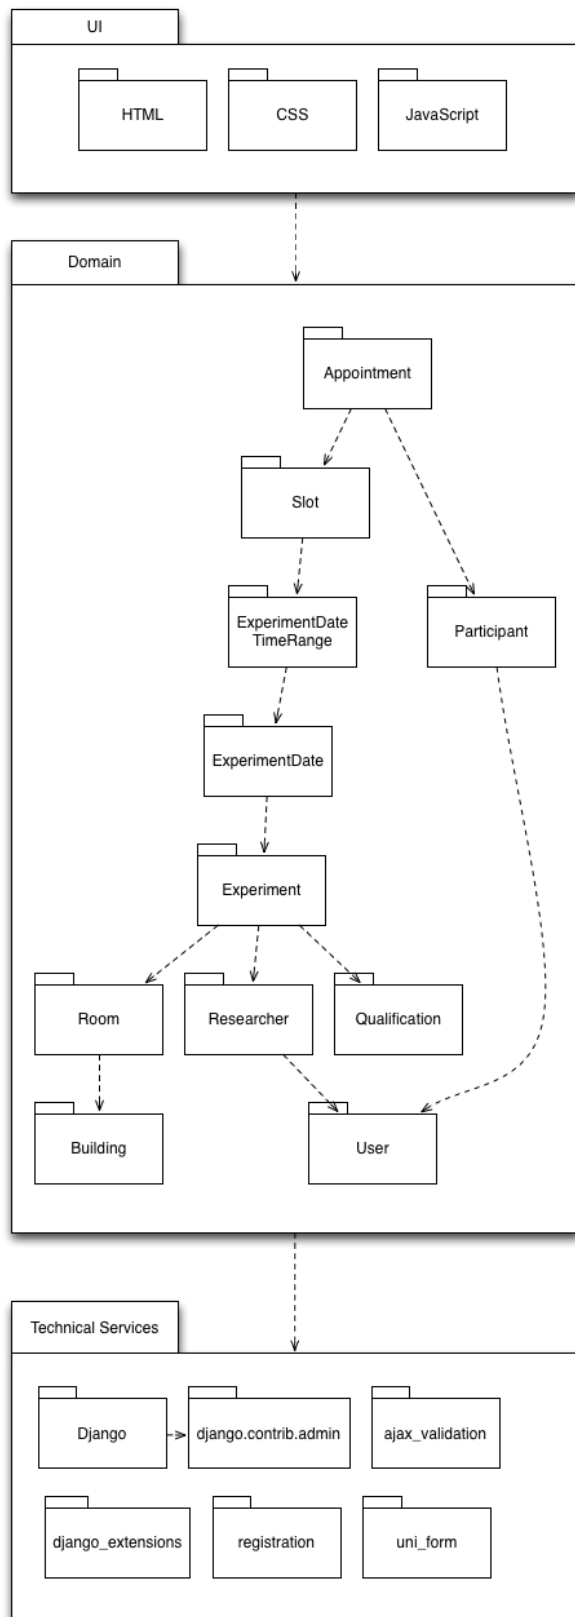 UI
HTML
CSS
JavaScript
Domain
Appointment
Slot
ExperimentDate
TimeRange
Participant
ExperimentDate
Experiment
Room
Researcher
Qualification
Building
User
Technical Services
Django
django.contrib.admin
ajax_validation
django_extensions
registration
uni_form